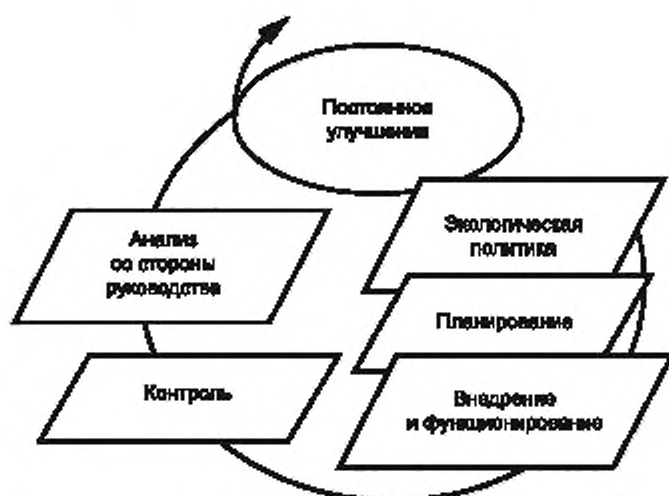 Постоянное
улучшение
Экологическая
политика
Планирование
Внедрение
и функционирование
Контроль
Анализ
со стороны
руководства